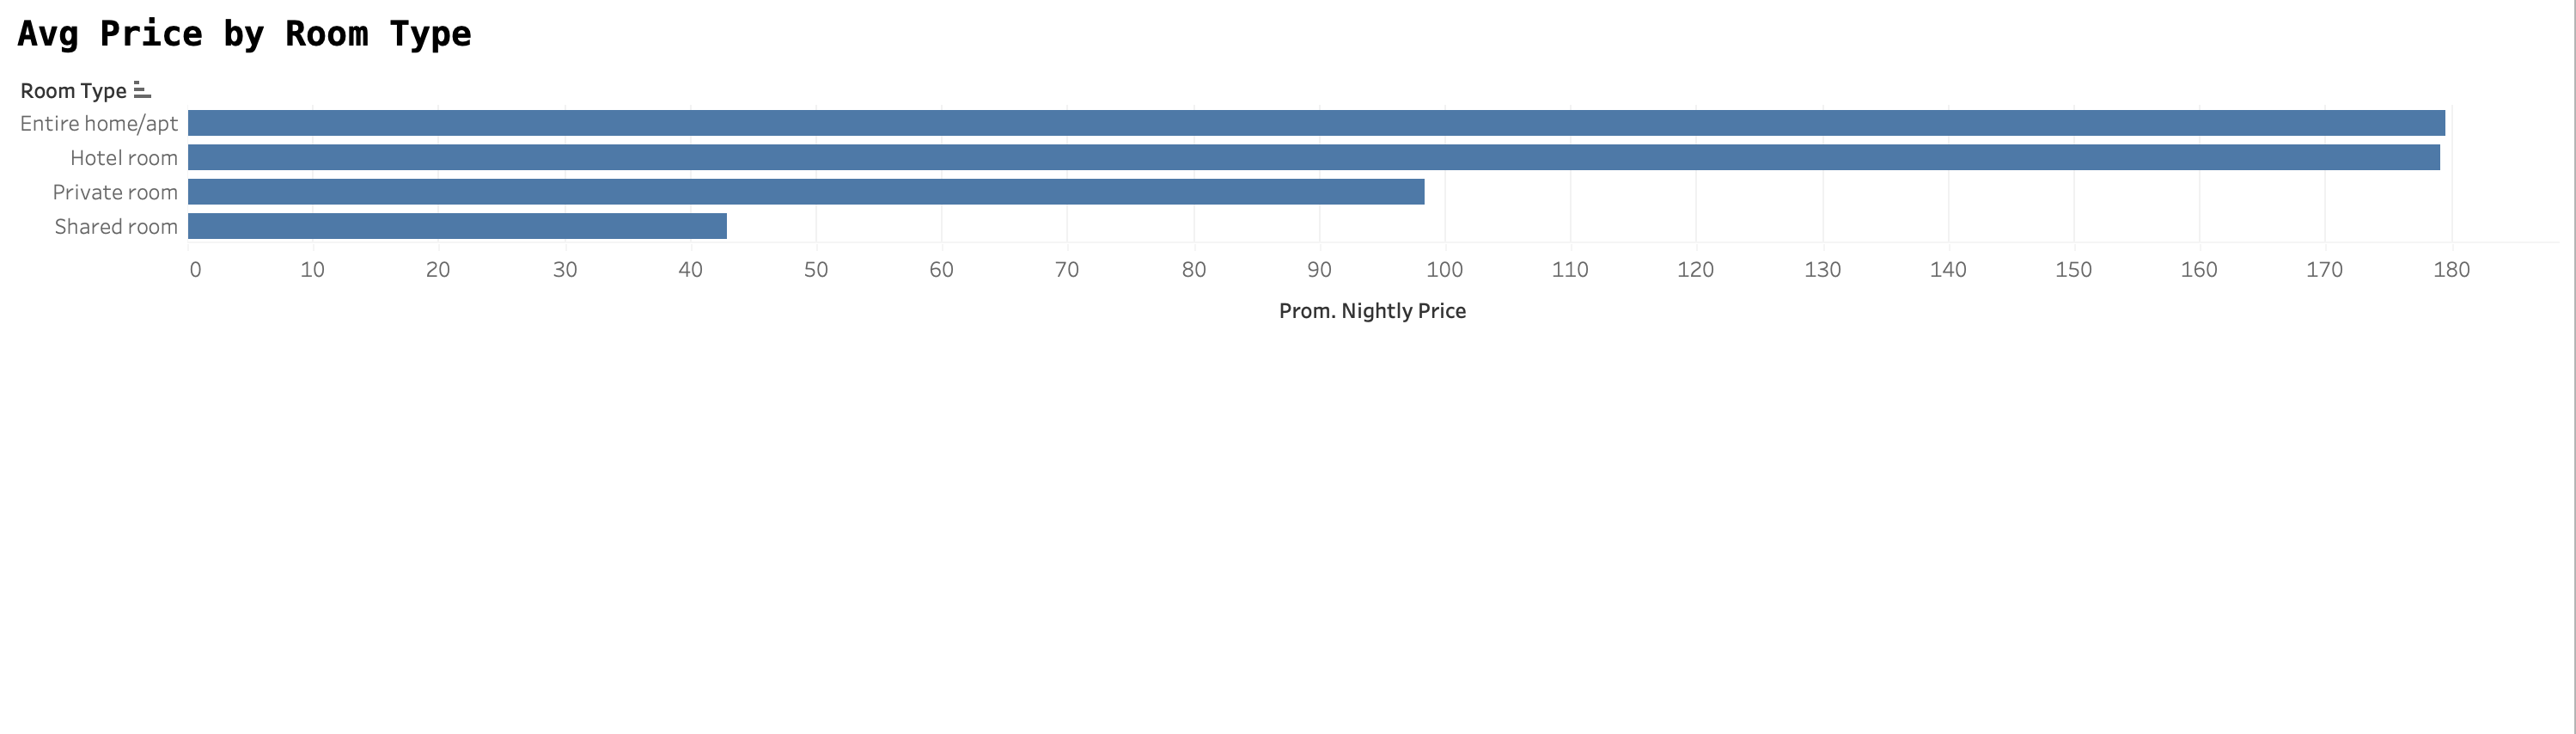 Avg Price by Room Type
Room Type
Entire home/apt
Hotel room
Private room
Shared room
0 10 20 30 40 50 60 70 80 90 100 110 120 130 140 150 160 170 180
Prom. Nightly Price